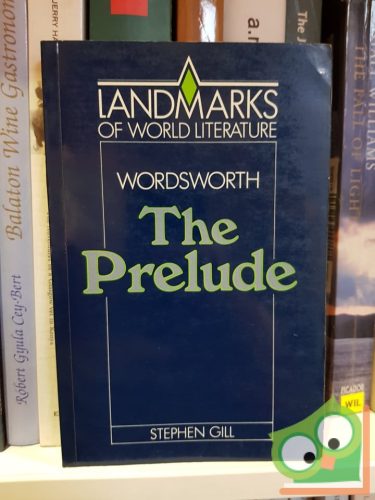 LANDMARKS
OF WORLD LITERATURE
WORDSWORTH
The
Prelude
STEPHEN GILL
Balaton Wine Gastronom
Robert Gyula Cey-Bert
THE FALL OF LIGHT
PICADOR
WIL